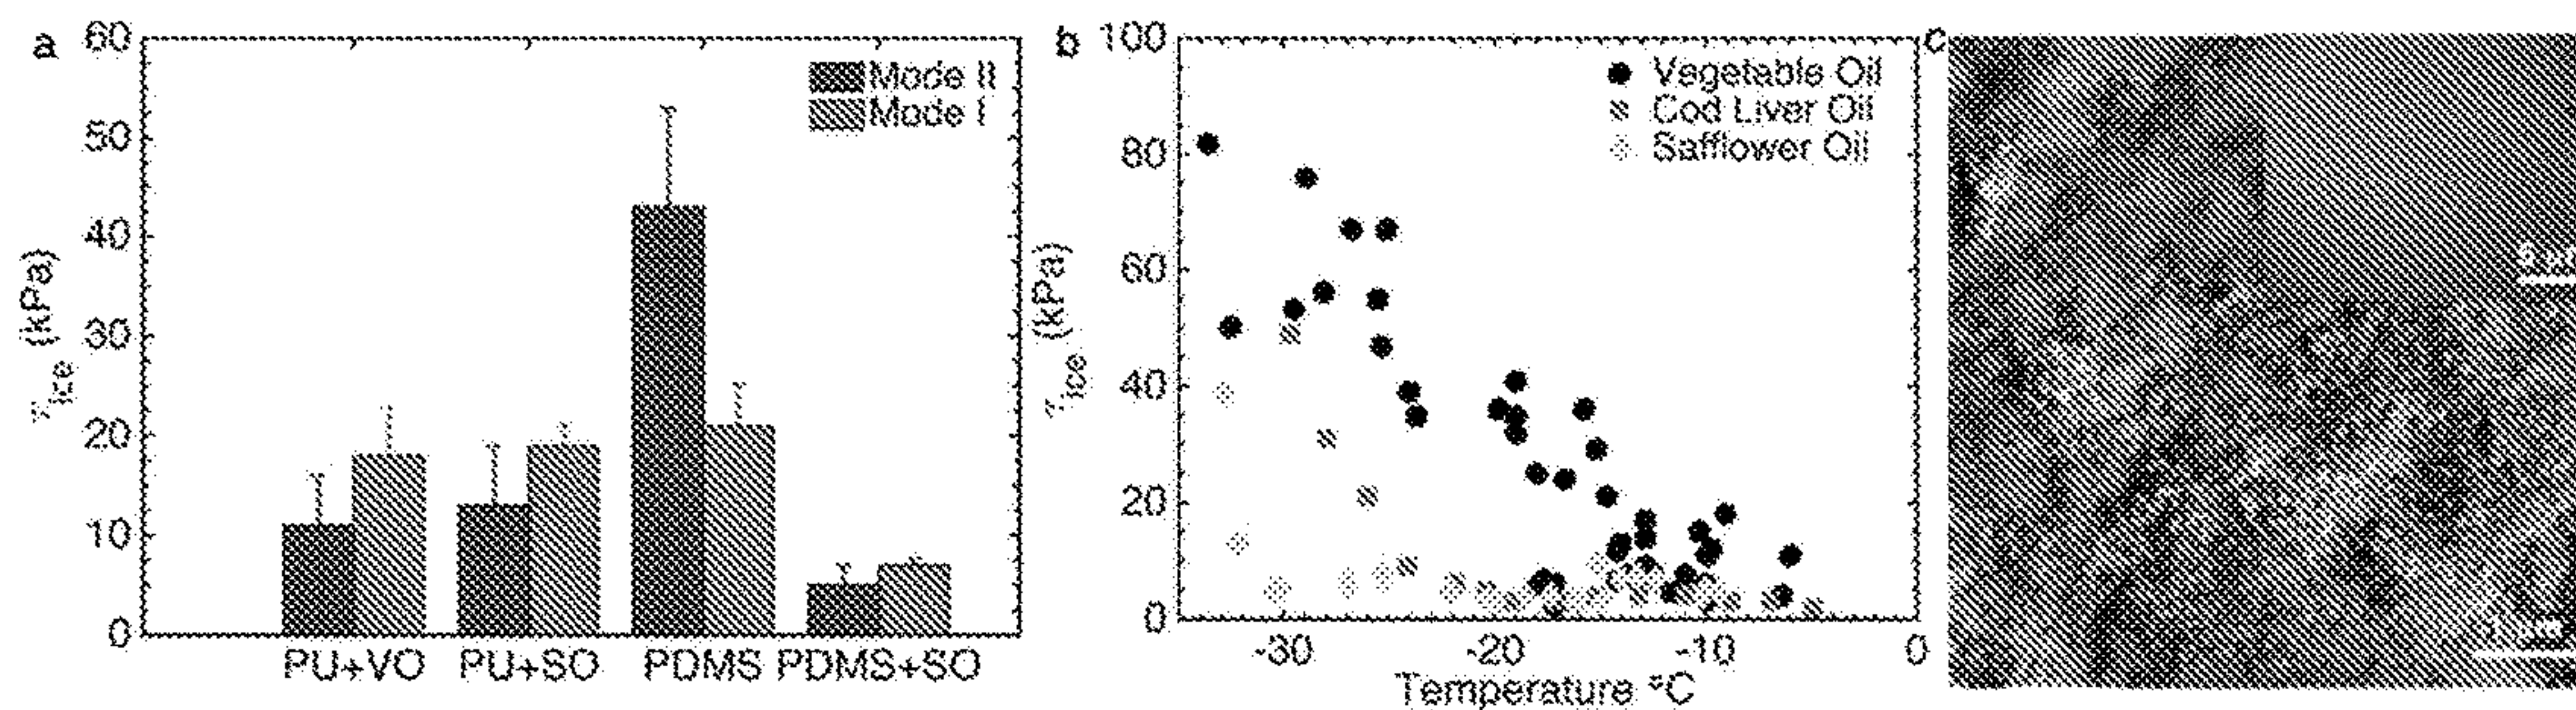 a
60
50
40
30
20
10
0
τice (kPa)
Mode II
Mode I
PU+VO PU+SO PDMS PDMS+SO
b
100
80
60
40
20
0
τice (kPa)
Vegetable Oil
Cod Liver Oil
Safflower Oil
-30 -20 -10 0
Temperature °C
c